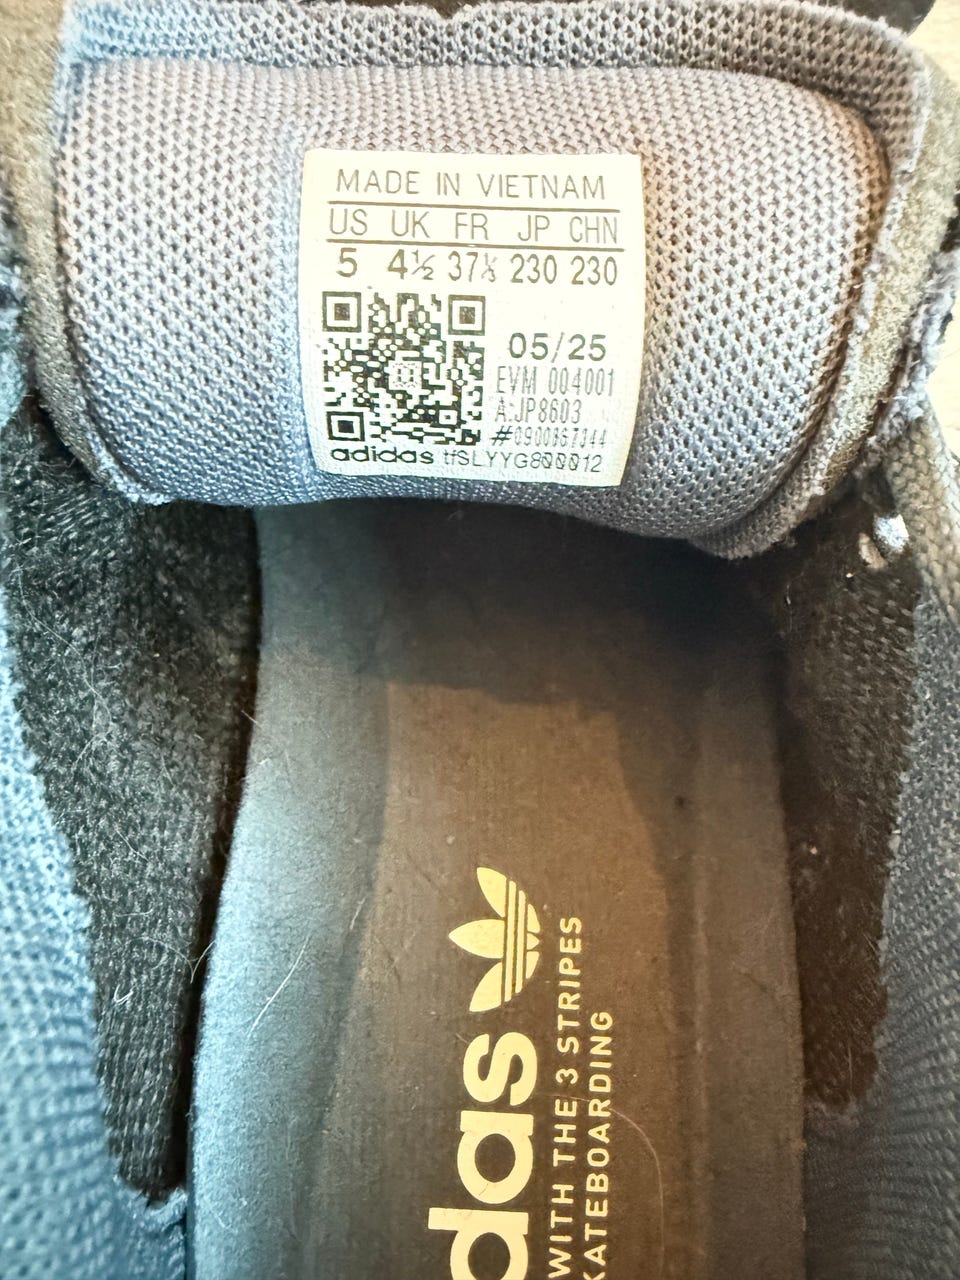 MADE IN VIETNAM
US UK FR JP CHN
5 4½ 37⅓ 230 230
05/25
EVM 004001
A:JP8603
adidas
das
WITH THE 3 STRIPES
KATEBOARDING